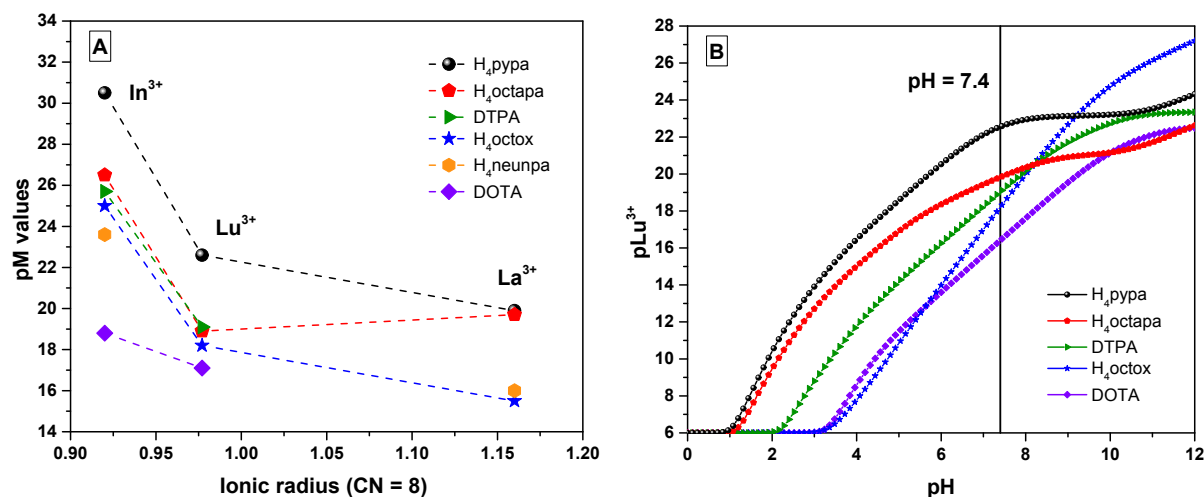 A
In³⁺
Lu³⁺
La³⁺
H₄pypa
H₄octapa
DTPA
H₄octox
H₄neunpa
DOTA
pM values
34
32
30
28
26
24
22
20
18
16
14
0.90 0.95 1.00 1.05 1.10 1.15 1.20
Ionic radius (CN = 8)
B
pH = 7.4
H₄pypa
H₄octapa
DTPA
H₄octox
DOTA
pLu³⁺
28
26
24
22
20
18
16
14
12
10
8
6
0 2 4 6 8 10 12
pH